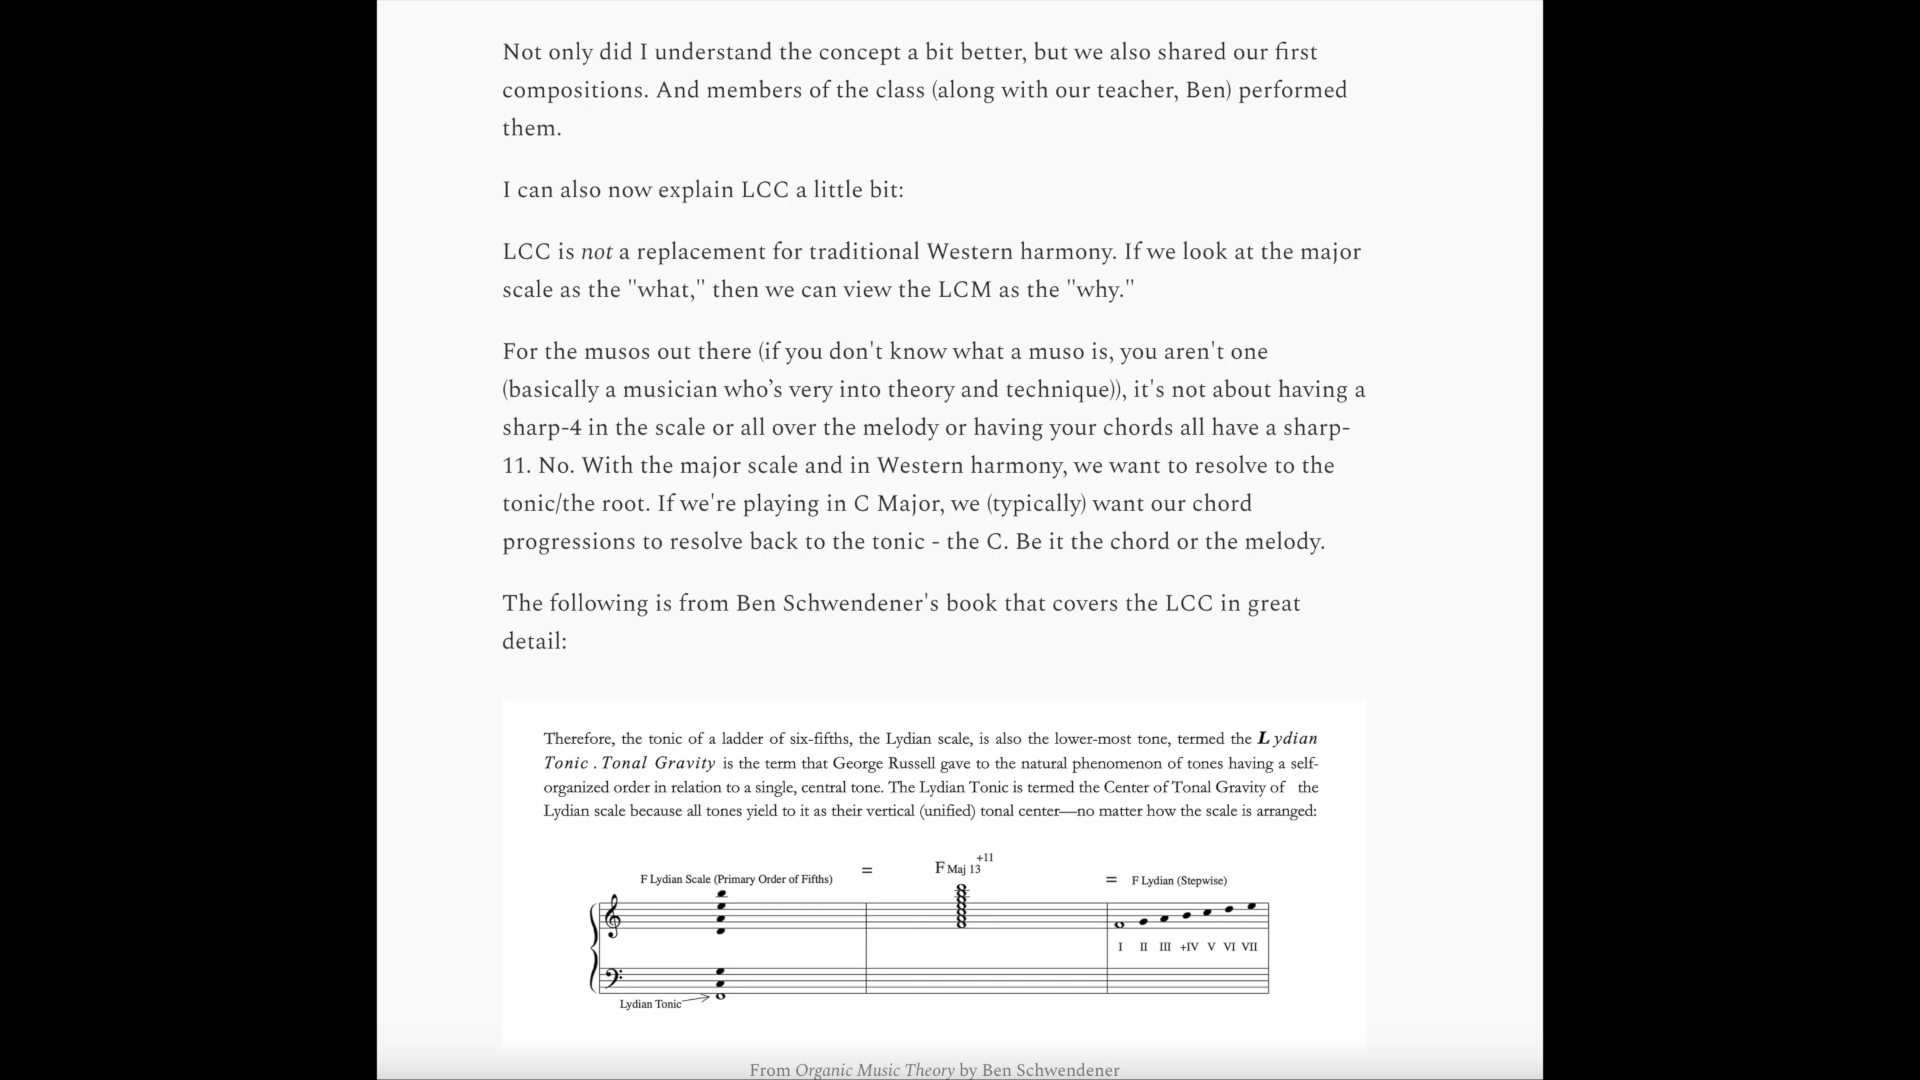 Not only did I understand the concept a bit better, but we also shared our first
compositions. And members of the class (along with our teacher, Ben) performed
them.
I can also now explain LCC a little bit:
LCC is not a replacement for traditional Western harmony. If we look at the major
scale as the "what," then we can view the LCM as the "why."
For the musos out there (if you don't know what a muso is, you aren't one
(basically a musician who’s very into theory and technique)), it's not about having a
sharp-4 in the scale or all over the melody or having your chords all have a sharp-
11. No. With the major scale and in Western harmony, we want to resolve to the
tonic/the root. If we're playing in C Major, we (typically) want our chord
progressions to resolve back to the tonic - the C. Be it the chord or the melody.
The following is from Ben Schwendener's book that covers the LCC in great
detail:
Therefore, the tonic of a ladder of six-fifths, the Lydian scale, is also the lower-most tone, termed the Lydian
Tonic . Tonal Gravity is the term that George Russell gave to the natural phenomenon of tones having a self-
organized order in relation to a single, central tone. The Lydian Tonic is termed the Center of Tonal Gravity of the
Lydian scale because all tones yield to it as their vertical (unified) tonal center—no matter how the scale is arranged:
F Lydian Scale (Primary Order of Fifths) = F Maj 13 +11 = F Lydian (Stepwise)
I II III +IV V VI VII
Lydian Tonic
From Organic Music Theory by Ben Schwendener